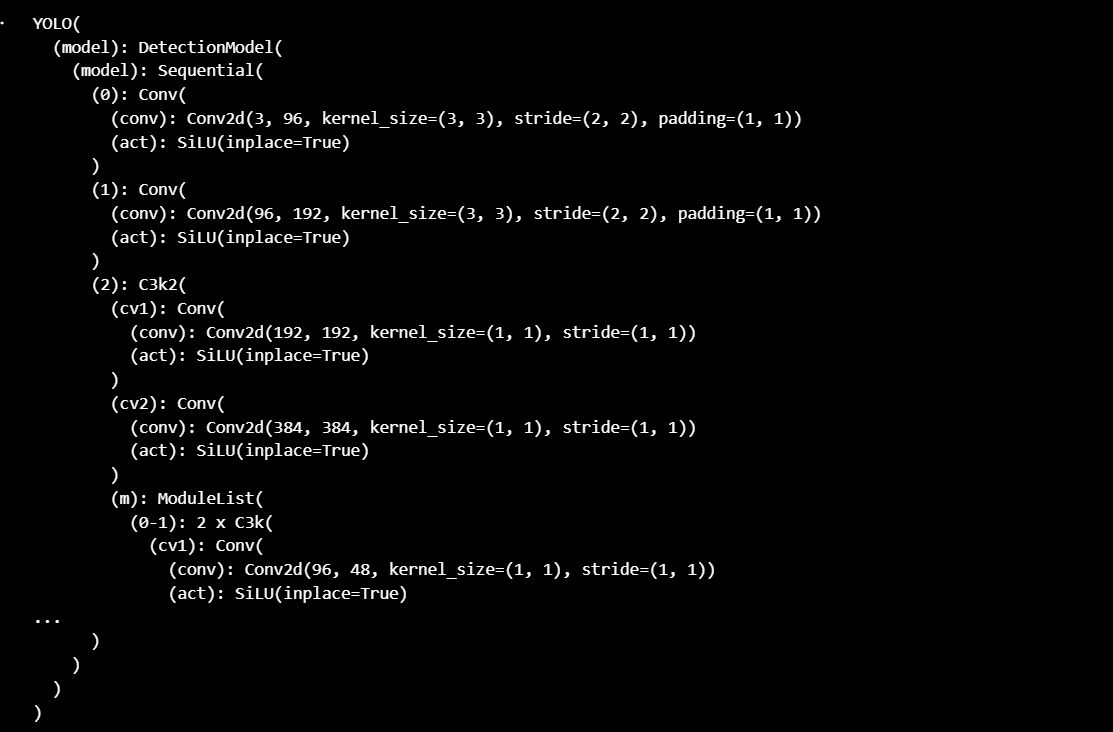 YOLO(
  (model): DetectionModel(
    (model): Sequential(
      (0): Conv(
        (conv): Conv2d(3, 96, kernel_size=(3, 3), stride=(2, 2), padding=(1, 1))
        (act): SiLU(inplace=True)
      )
      (1): Conv(
        (conv): Conv2d(96, 192, kernel_size=(3, 3), stride=(2, 2), padding=(1, 1))
        (act): SiLU(inplace=True)
      )
      (2): C3k2(
        (cv1): Conv(
          (conv): Conv2d(192, 192, kernel_size=(1, 1), stride=(1, 1))
          (act): SiLU(inplace=True)
        )
        (cv2): Conv(
          (conv): Conv2d(384, 384, kernel_size=(1, 1), stride=(1, 1))
          (act): SiLU(inplace=True)
        )
        (m): ModuleList(
          (0-1): 2 x C3k(
            (cv1): Conv(
              (conv): Conv2d(96, 48, kernel_size=(1, 1), stride=(1, 1))
              (act): SiLU(inplace=True)
...
      )
    )
  )
)